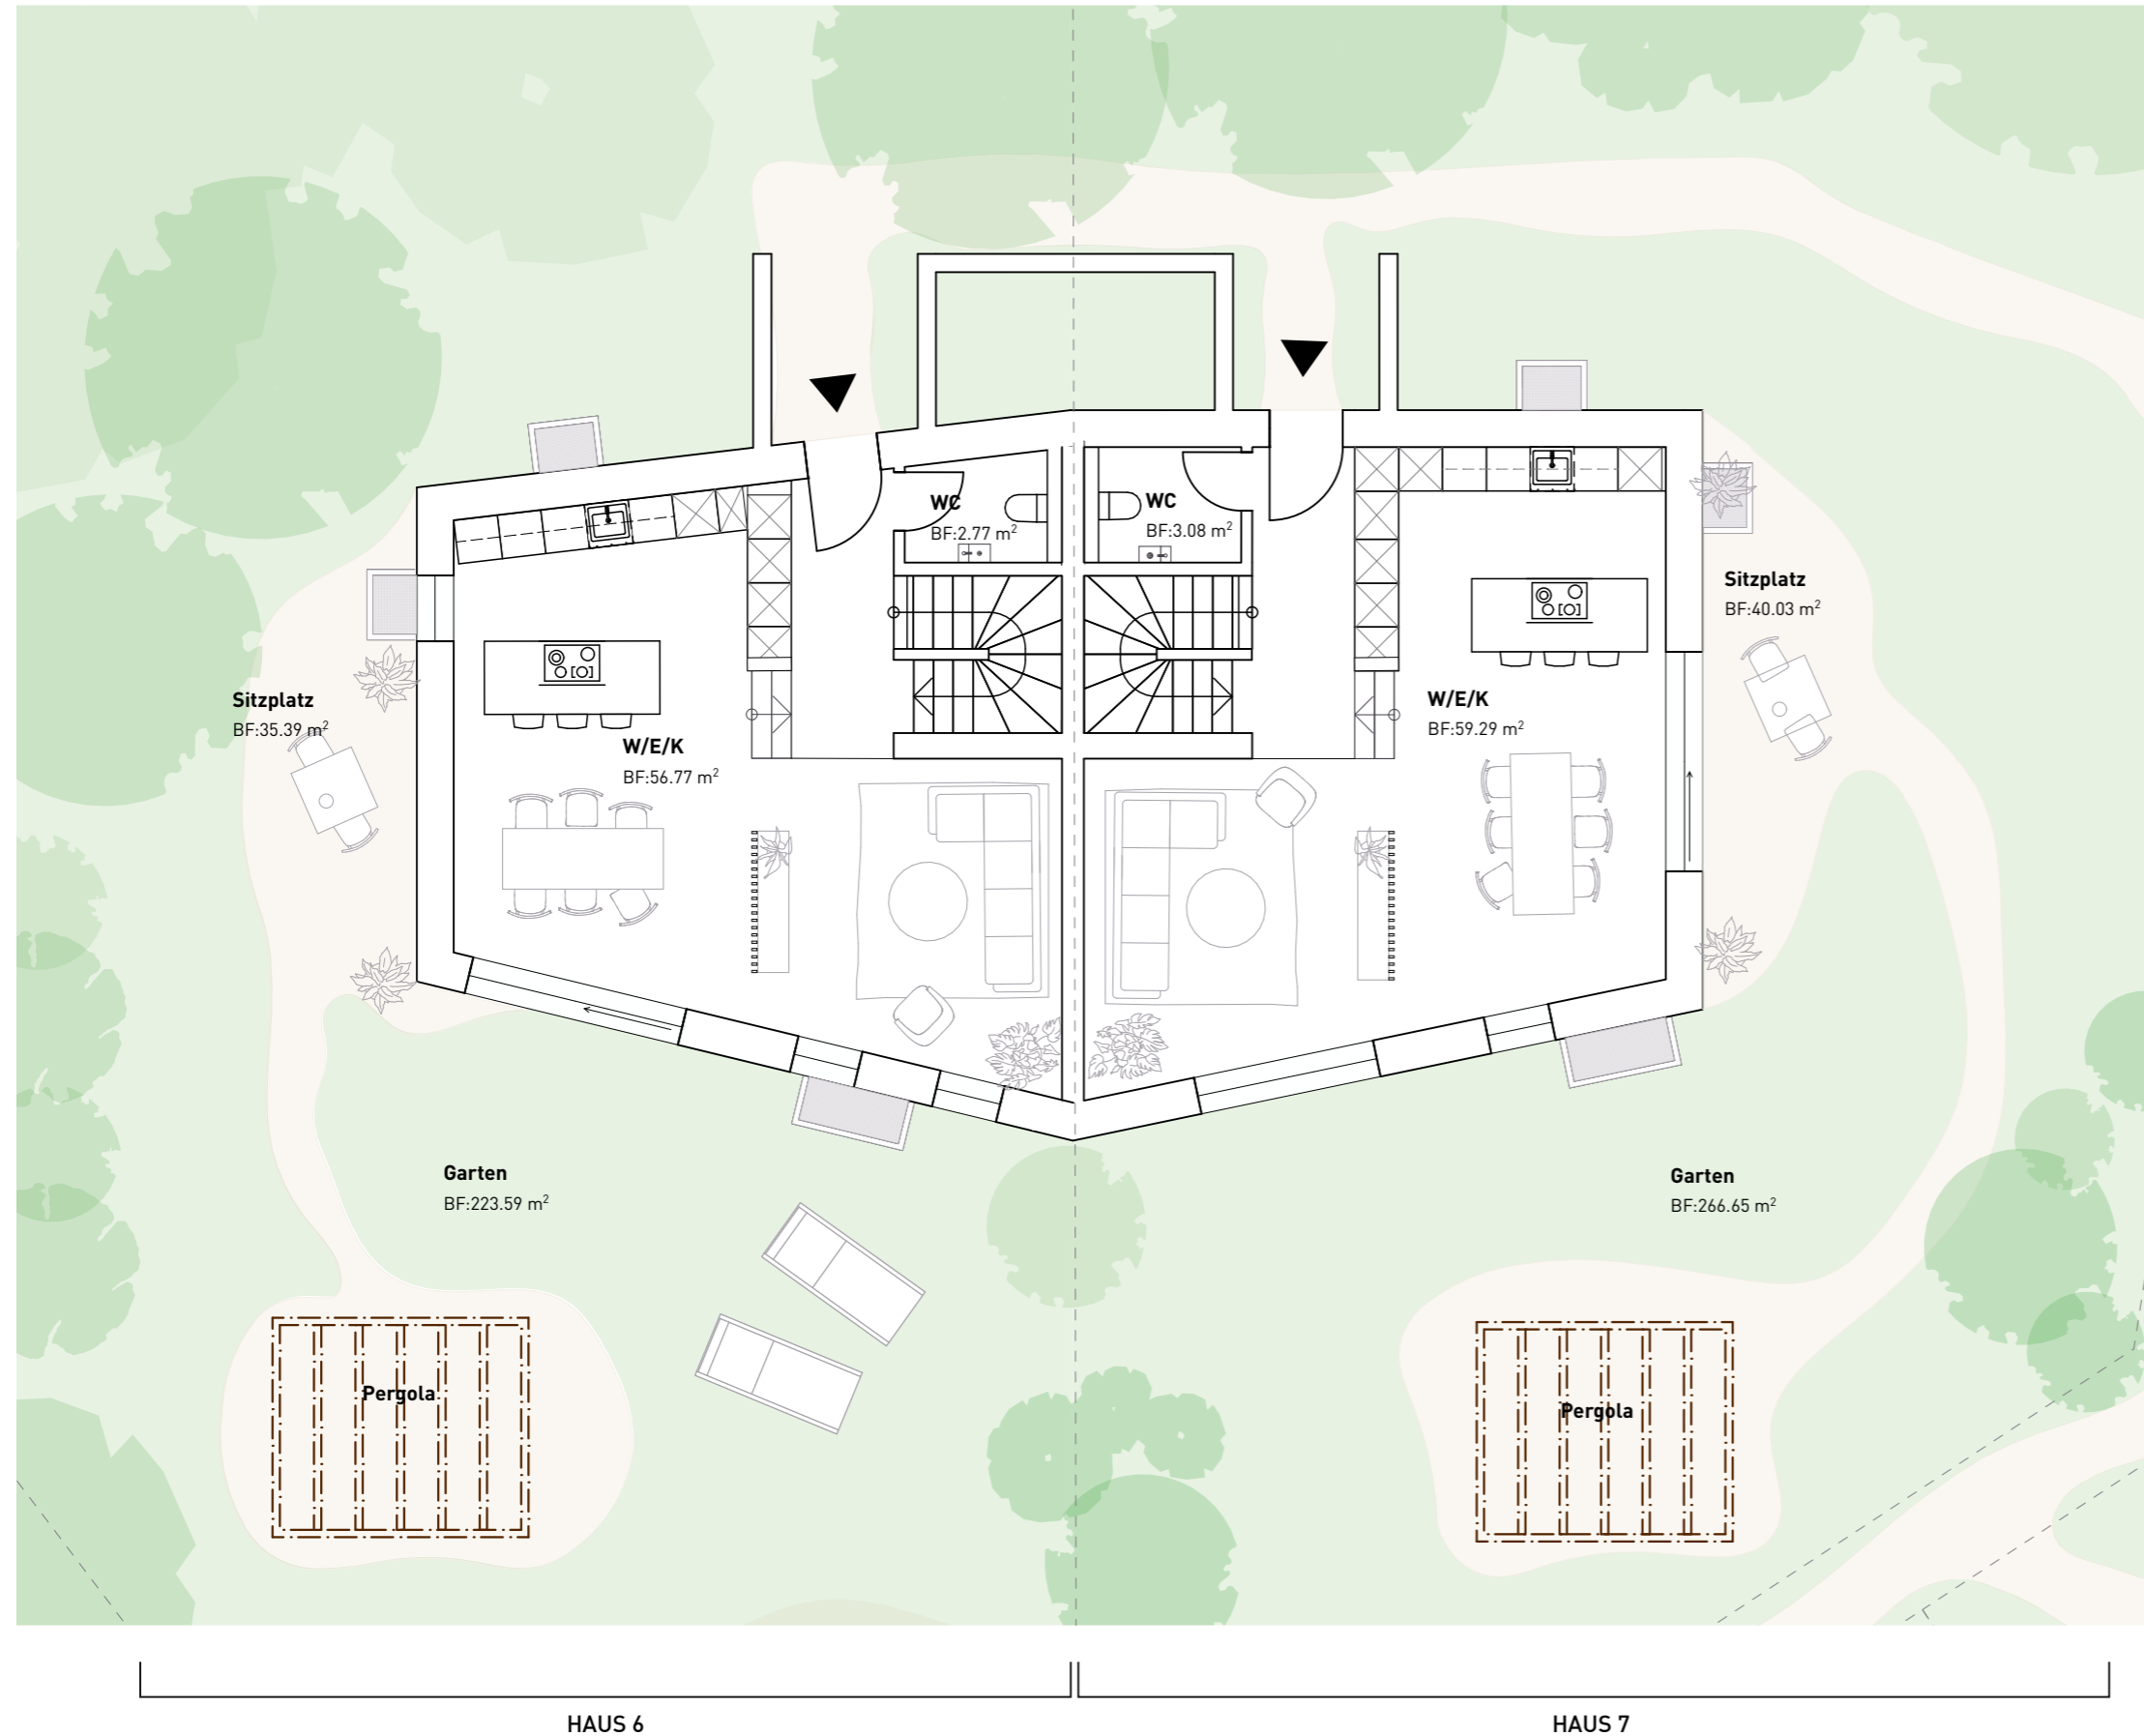 WC
BF:2.77 m²
WC
BF:3.08 m²
Sitzplatz
BF:40.03 m²
Sitzplatz
BF:35.39 m²
W/E/K
BF:56.77 m²
W/E/K
BF:59.29 m²
Garten
BF:223.59 m²
Garten
BF:266.65 m²
Pergola
Pergola
HAUS 6
HAUS 7